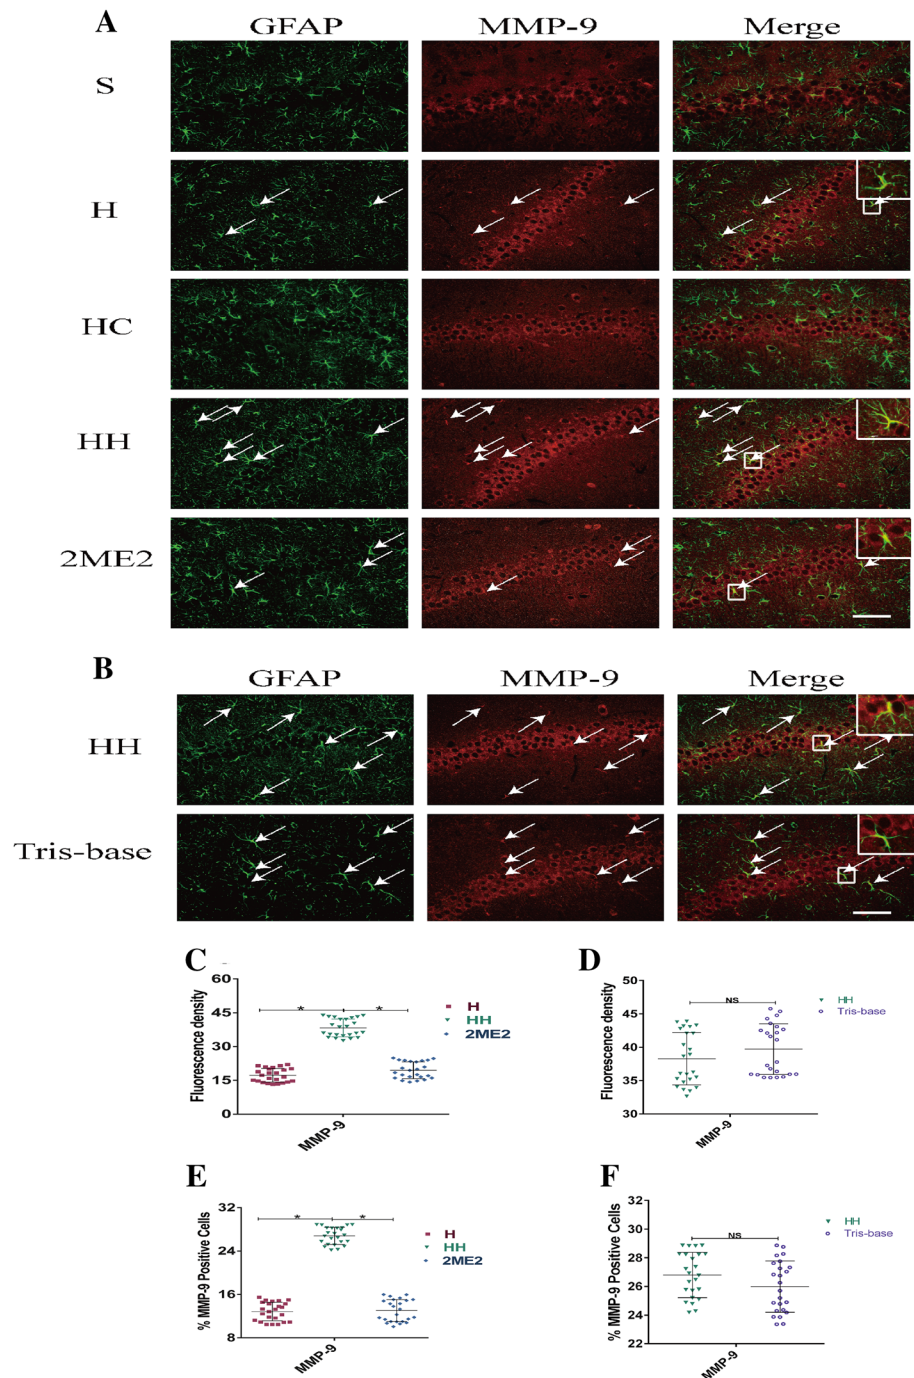 A
GFAP MMP-9 Merge
S
H
HC
HH
2ME2
B
GFAP MMP-9 Merge
HH
Tris-base
C
Fluorescence density
60
45
30
15
0
* *
MMP-9
H
HH
2ME2
D
Fluorescence density
50
45
40
35
30
NS
MMP-9
HH
Tris-base
E
% MMP-9 Positive Cells
32
24
16
8
* *
MMP-9
H
HH
2ME2
F
% MMP-9 Positive Cells
32
30
28
26
24
22
NS
MMP-9
HH
Tris-base